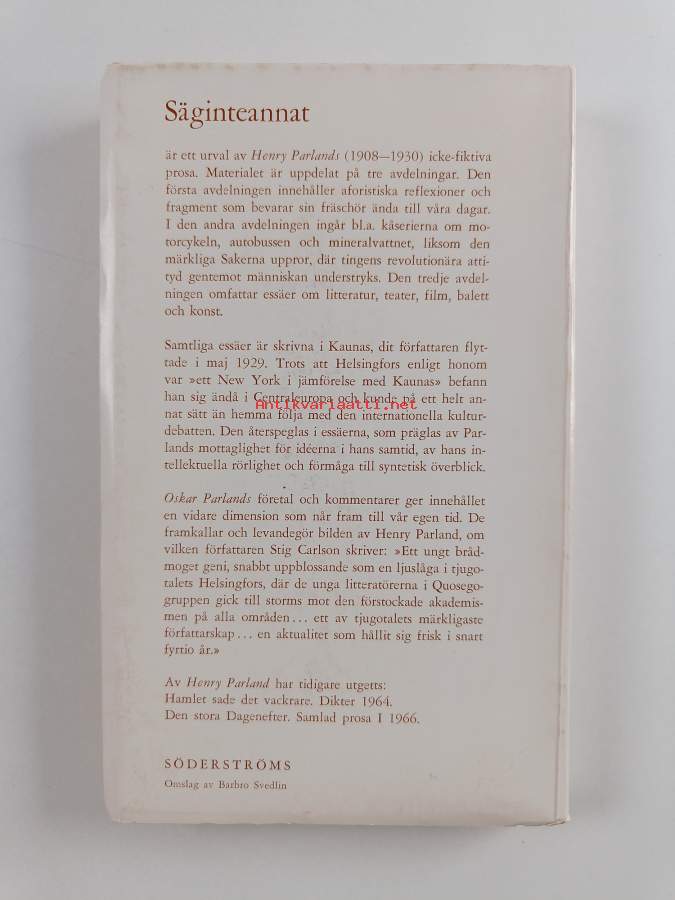 Säginteannat
är ett urval av Henry Parlands (1908—1930) icke-fiktiva
prosa. Materialet är uppdelat på tre avdelningar. Den
första avdelningen innehåller aforistiska reflexioner och
fragment som bevarar sin fräschör ända till våra dagar.
I den andra avdelningen ingår bl.a. kåserierna om mo-
torcykeln, autobussen och mineralvattnet, liksom den
märkliga Sakernas uppror, där tingens revolutionära atti-
tyd gentemot människan understryks. Den tredje avdel-
ningen omfattar essäer om litteratur, teater, film, balett
och konst.
Samtliga essäer är skrivna i Kaunas, dit författaren flyt-
tade i maj 1929. Trots att Helsingfors enligt honom
var »ett New York i jämförelse med Kaunas» befann
han sig ändå i Centraleuropa och kunde på ett helt an-
antikvariaatti.net
nat sätt än hemma följa med den internationella kultur-
debatten. Den återspeglas i essäerna, som präglas av Par-
lands mottaglighet för idéerna i hans samtid, av hans in-
tellektuella rörlighet och förmåga till syntetisk överblick.
Oskar Parlands företal och kommentarer ger innehållet
en vidare dimension som når fram till vår egen tid. De
framkallar och levandegör bilden av Henry Parland, om
vilken författaren Stig Carlson skriver: »Ett ungt bråd-
moget geni, snabbt uppblossande som en ljuslåga i tjugo-
talets Helsingfors, där de unga litteratörerna i Quosego-
gruppen gick till storms mot den förstockade akademis-
men på alla områden... ett av tjugotalets märkligaste
författarskap... en aktualitet som hållit sig frisk i snart
fyrtio år.»
Av Henry Parland har tidigare utgetts:
Hamlet sade det vackrare. Dikter 1964.
Den stora Dagenefter. Samlad prosa I 1966.
SÖDERSTRÖMS
Omslag av Barbro Svedlin